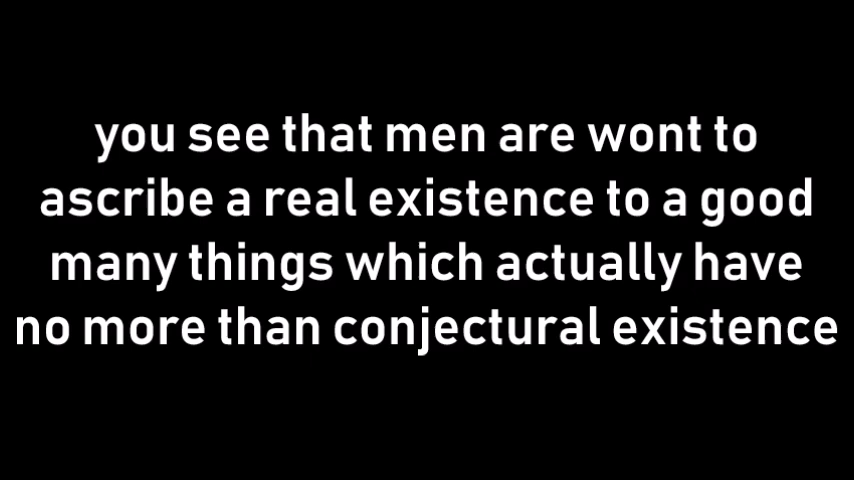 you see that men are wont to
ascribe a real existence to a good
many things which actually have
no more than conjectural existence